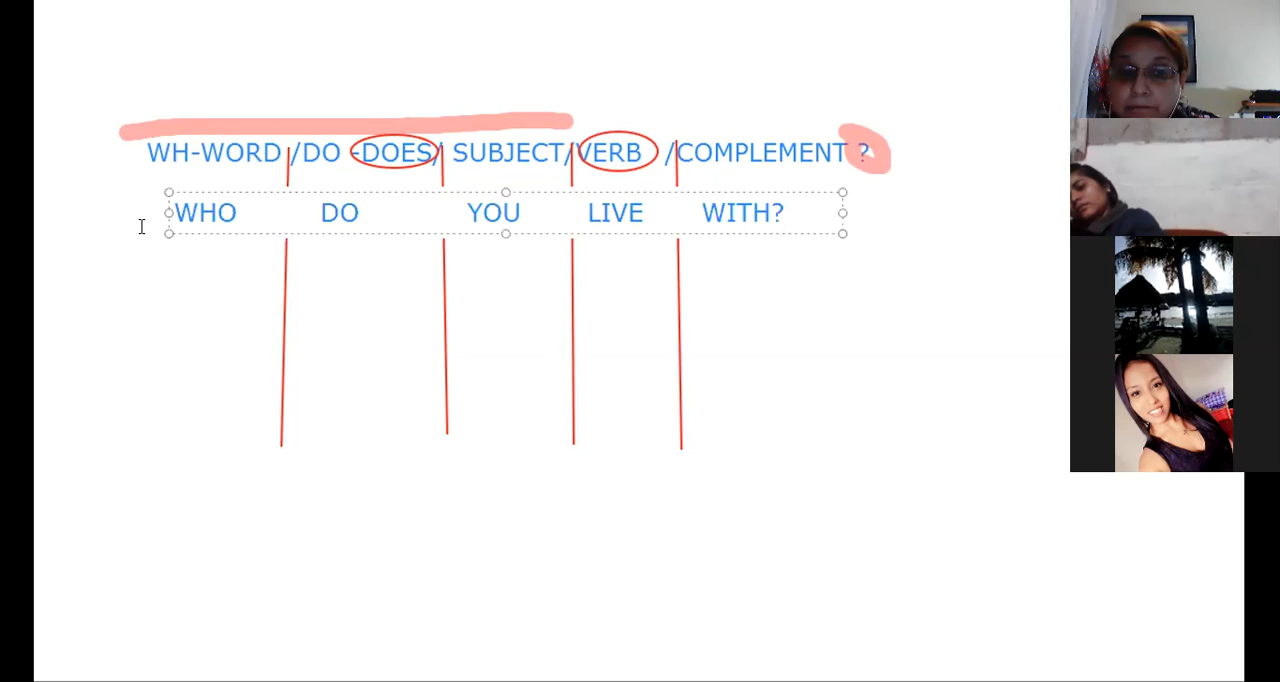 WH-WORD /DO -DOES/ SUBJECT/VERB /COMPLEMENT ?
WHO DO YOU LIVE WITH?